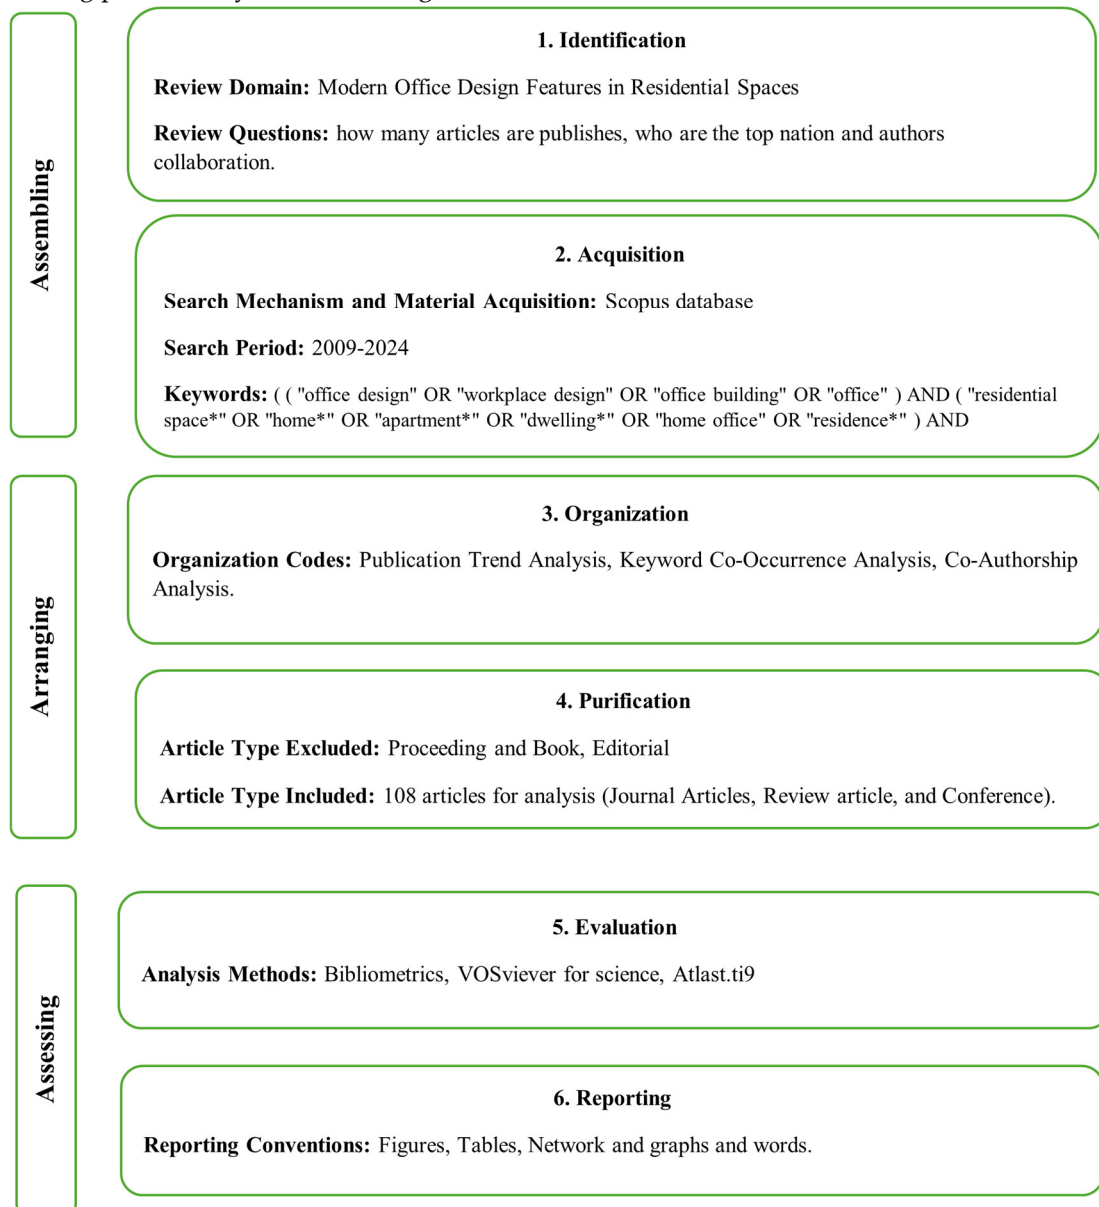 Assembling
1. Identification
Review Domain: Modern Office Design Features in Residential Spaces
Review Questions: how many articles are publishes, who are the top nation and authors
collaboration.
2. Acquisition
Search Mechanism and Material Acquisition: Scopus database
Search Period: 2009-2024
Keywords: ( ( "office design" OR "workplace design" OR "office building" OR "office" ) AND ( "residential
space*" OR "home*" OR "apartment*" OR "dwelling*" OR "home office" OR "residence*" ) AND
Arranging
3. Organization
Organization Codes: Publication Trend Analysis, Keyword Co-Occurrence Analysis, Co-Authorship
Analysis.
4. Purification
Article Type Excluded: Proceeding and Book, Editorial
Article Type Included: 108 articles for analysis (Journal Articles, Review article, and Conference).
Assessing
5. Evaluation
Analysis Methods: Bibliometrics, VOSviever for science, Atlast.ti9
6. Reporting
Reporting Conventions: Figures, Tables, Network and graphs and words.